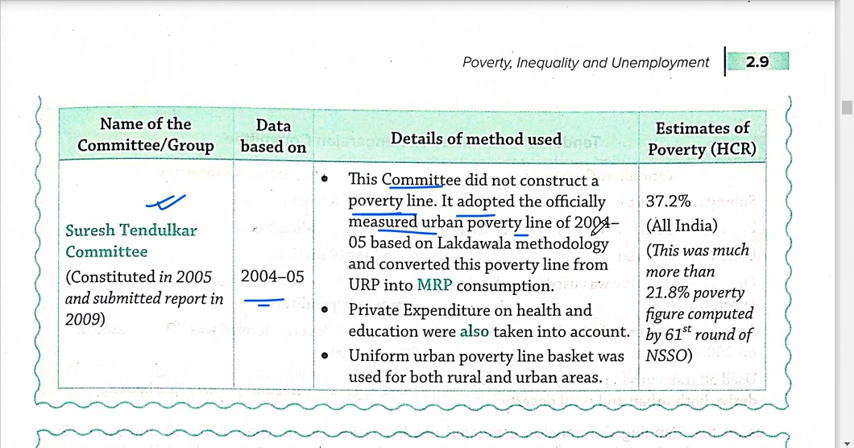 Poverty, Inequality and Unemployment 2.9
Name of the
Committee/Group
Data
based on
Details of method used
Estimates of
Poverty (HCR)
Suresh Tendulkar
Committee
(Constituted in 2005
and submitted report in
2009)
2004–05
• This Committee did not construct a
poverty line. It adopted the officially
measured urban poverty line of 2004–
05 based on Lakdawala methodology
and converted this poverty line from
URP into MRP consumption.
• Private Expenditure on health and
education were also taken into account.
• Uniform urban poverty line basket was
used for both rural and urban areas.
37.2%
(All India)
(This was much
more than
21.8% poverty
figure computed
by 61st round of
NSSO)